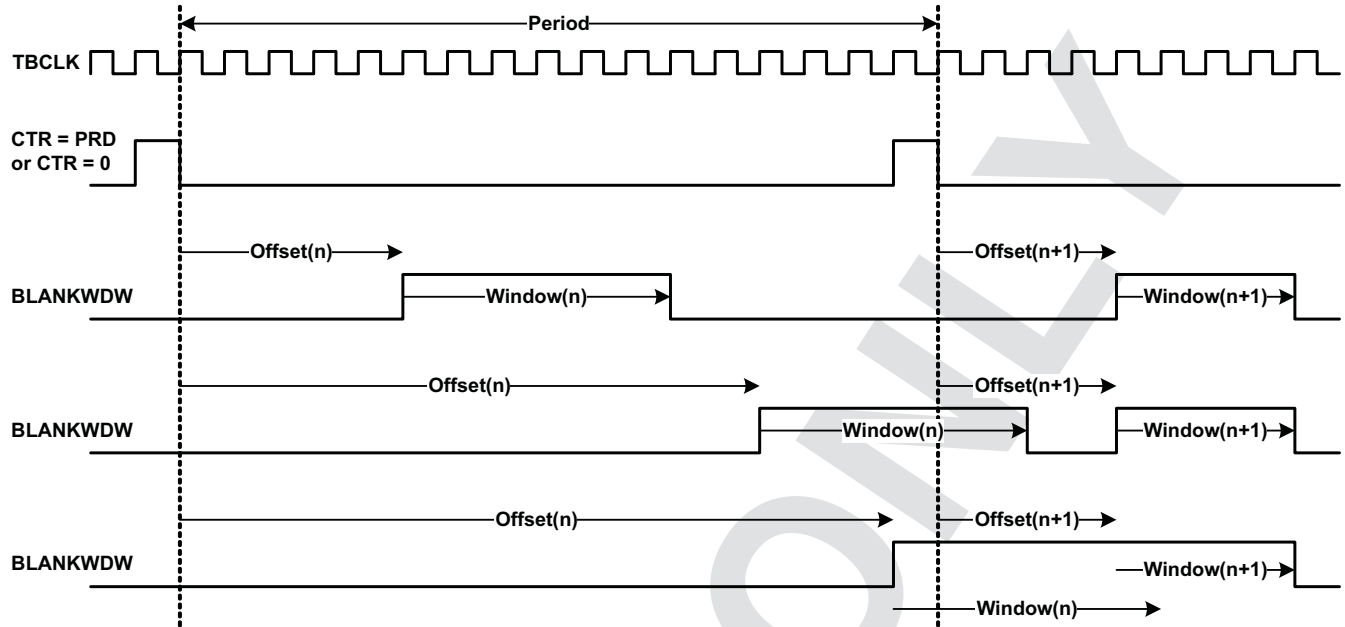 Period
TBCLK
CTR = PRD
or CTR = 0
Offset(n)
Offset(n+1)
BLANKWDW
Window(n)
Window(n+1)
Offset(n)
Offset(n+1)
BLANKWDW
Window(n)
Window(n+1)
Offset(n)
Offset(n+1)
BLANKWDW
Window(n+1)
Window(n)
ONLY